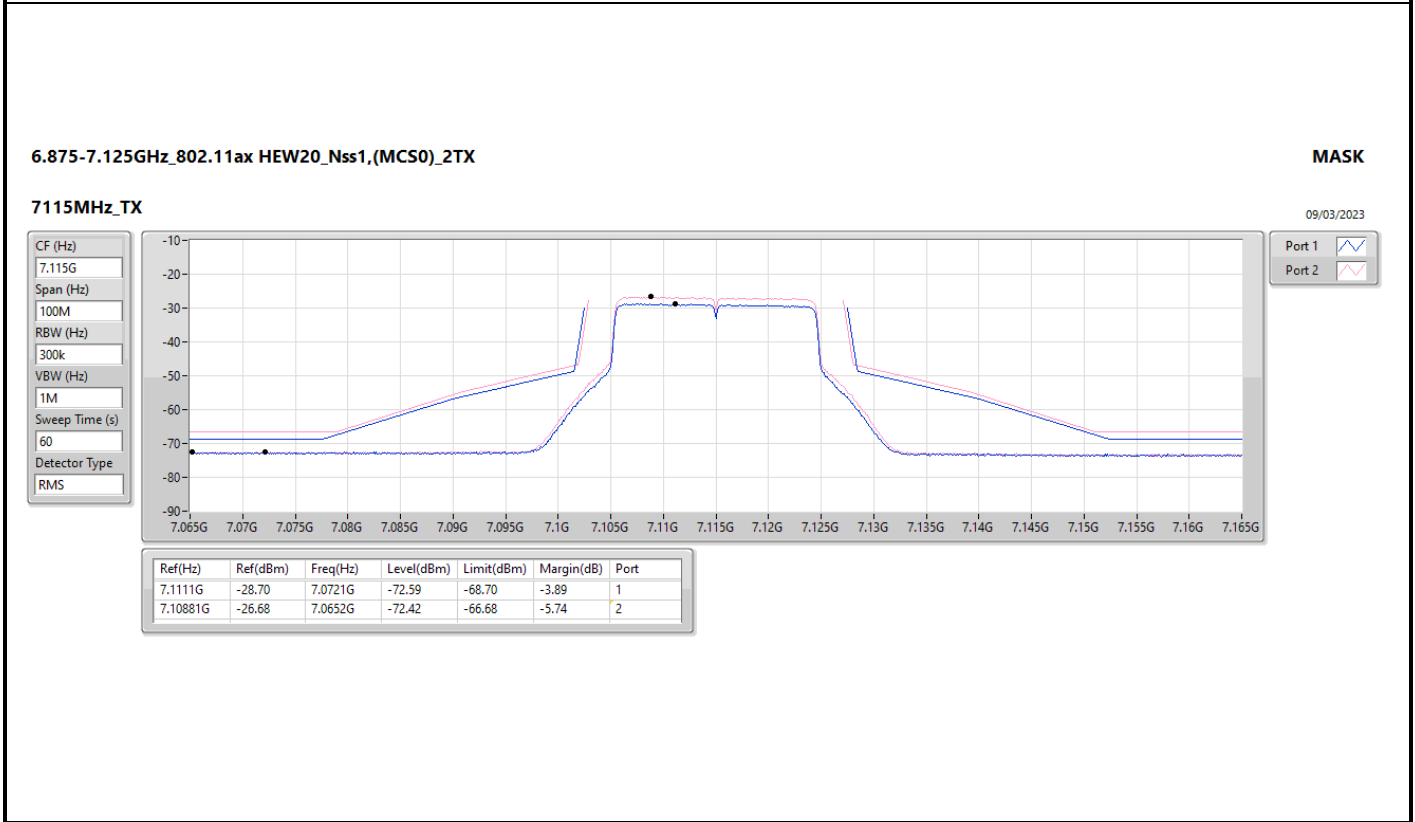 6.875-7.125GHz_802.11ax HEW20_Nss1,(MCS0)_2TX MASK
7115MHz_TX
09/03/2023
CF (Hz)
7.115G
Span (Hz)
100M
RBW (Hz)
300k
VBW (Hz)
1M
Sweep Time (s)
60
Detector Type
RMS
-10
-20
-30
-40
-50
-60
-70
-80
-90
7.065G 7.07G 7.075G 7.08G 7.085G 7.09G 7.095G 7.1G 7.105G 7.11G 7.115G 7.12G 7.125G 7.13G 7.135G 7.14G 7.145G 7.15G 7.155G 7.16G 7.165G
Port 1
Port 2
Ref(Hz) Ref(dBm) Freq(Hz) Level(dBm) Limit(dBm) Margin(dB) Port
7.1111G -28.70 7.0721G -72.59 -68.70 -3.89 1
7.10881G -26.68 7.0652G -72.42 -66.68 -5.74 2